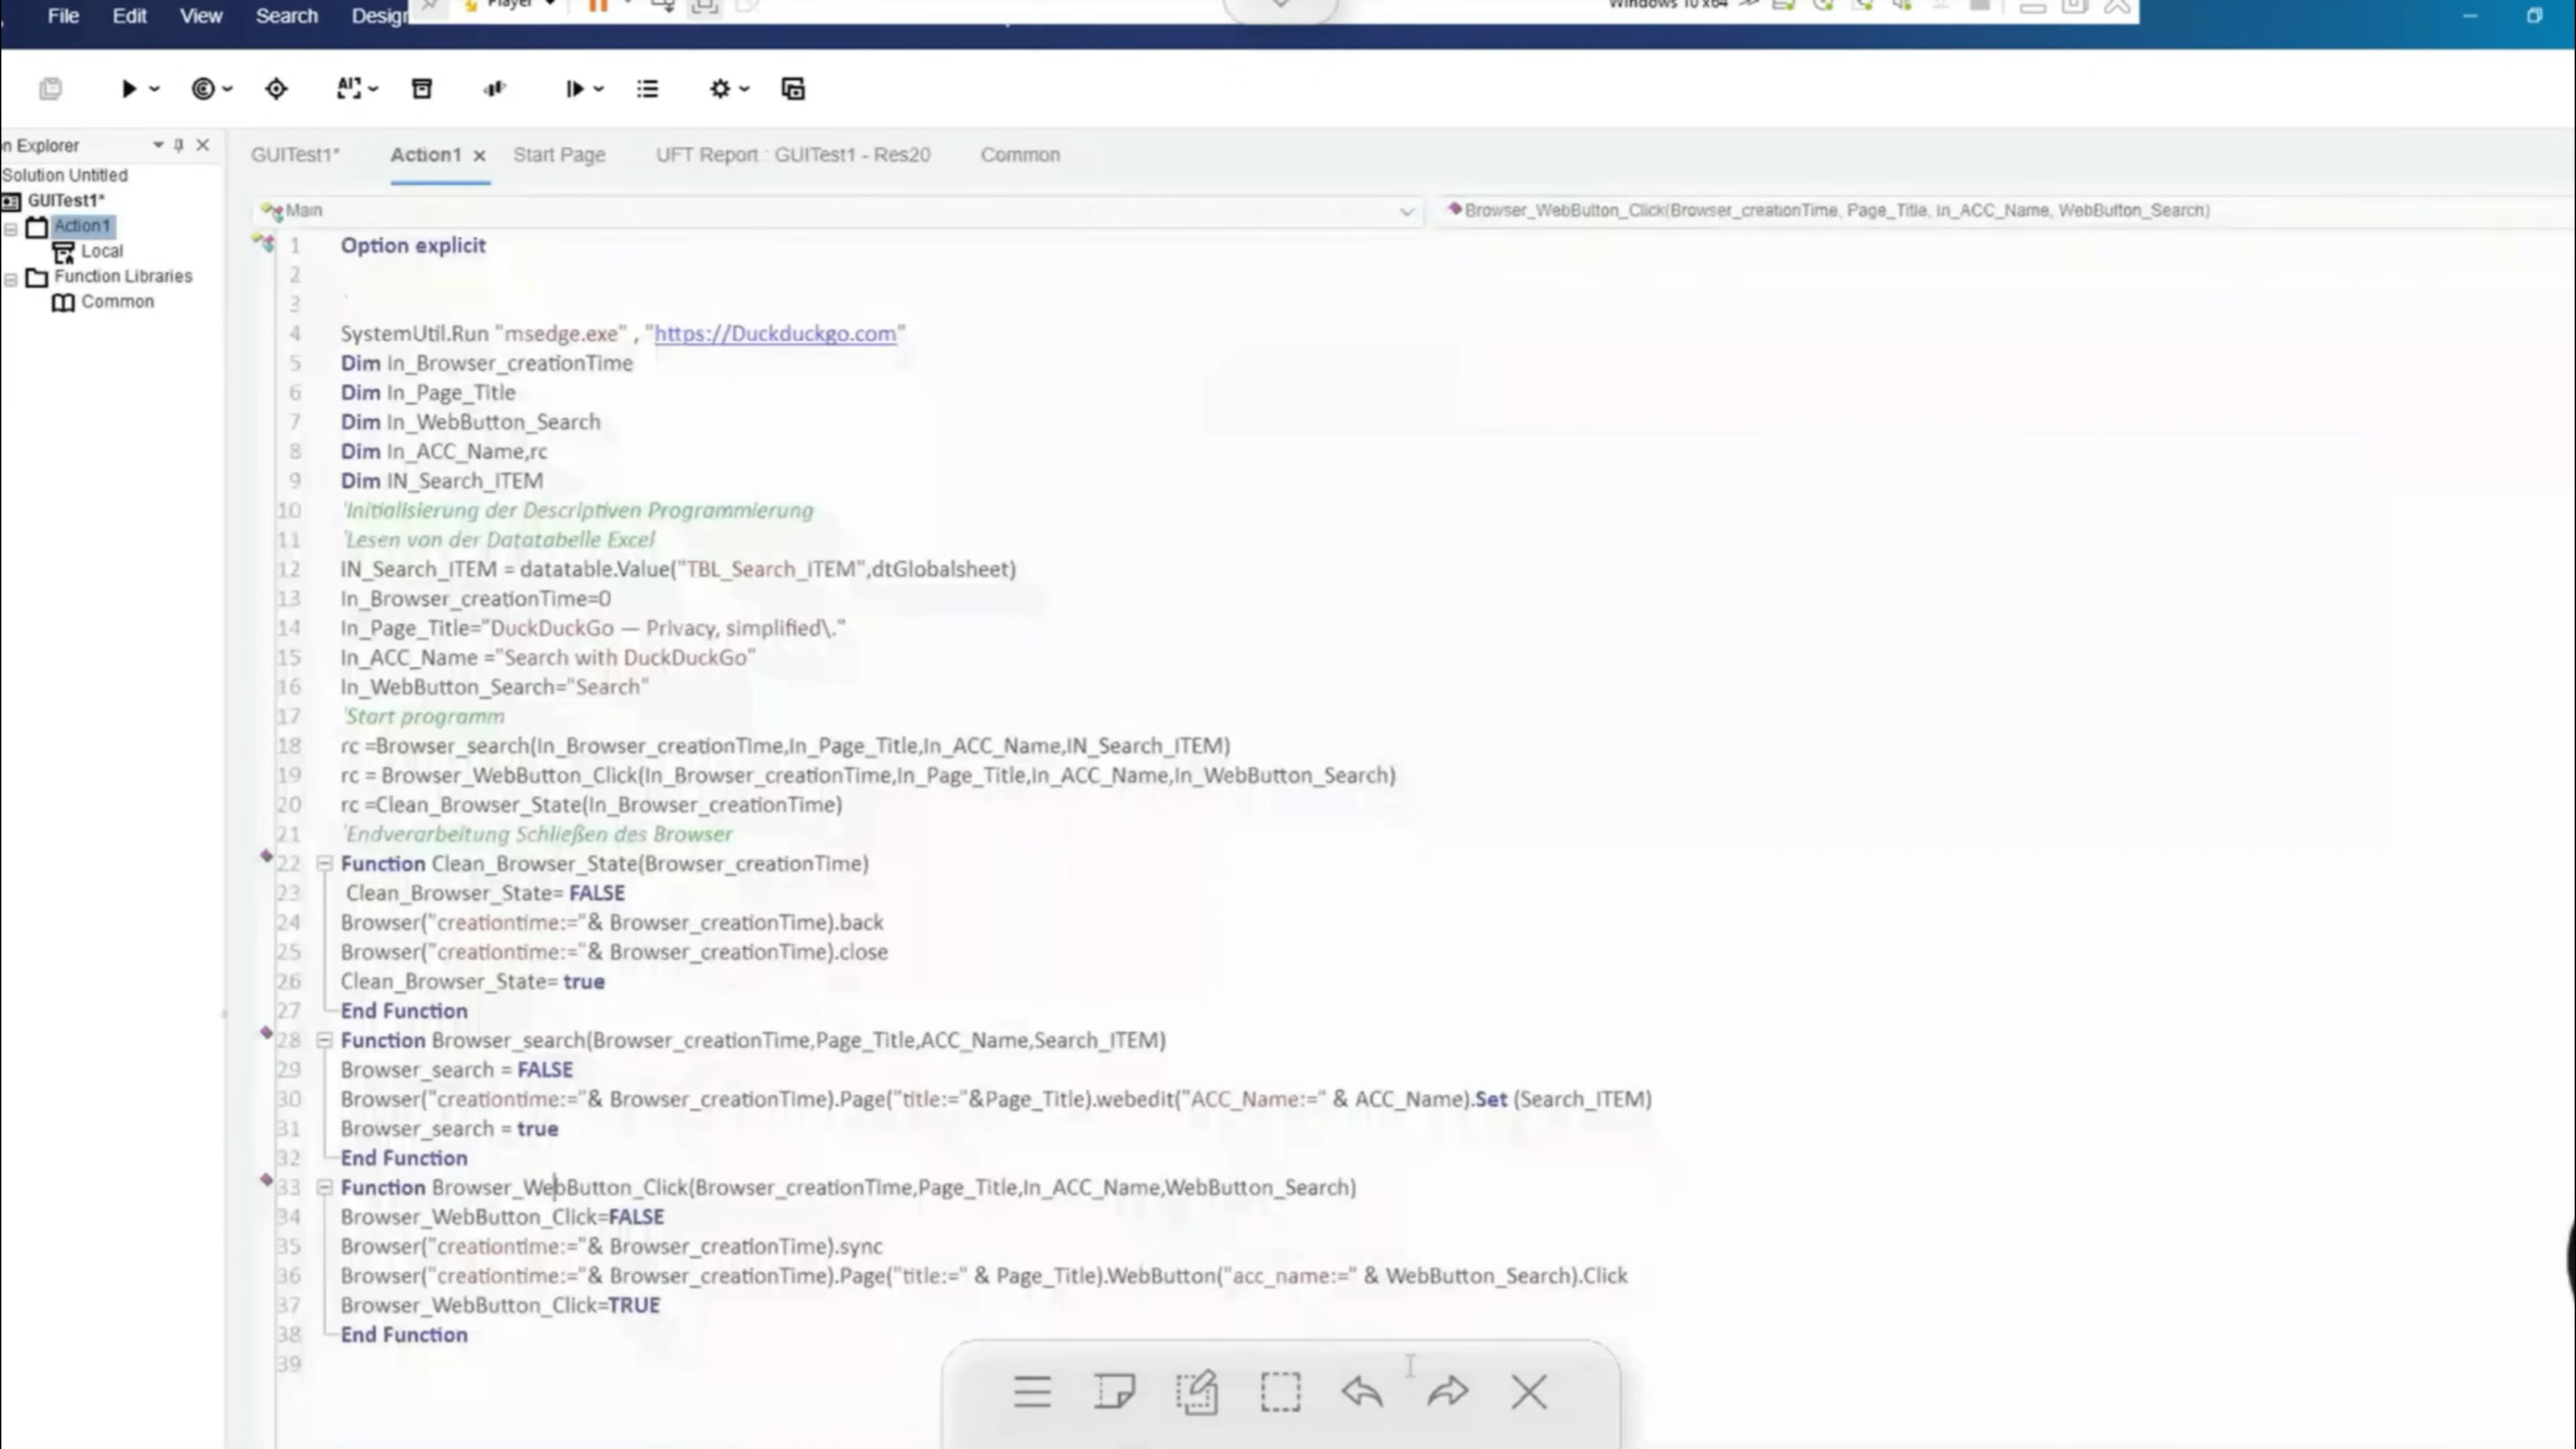 File Edit View Search Design
Player
Windows 10 x64
n Explorer
Solution Untitled
GUITest1*
Action1
Local
Function Libraries
Common
GUITest1* Action1 Start Page UFT Report : GUITest1 - Res20 Common
Main Browser_WebButton_Click(Browser_creationTime, Page_Title, In_ACC_Name, WebButton_Search)
1 Option explicit
2
3
4 SystemUtil.Run "msedge.exe" , "https://Duckduckgo.com"
5 Dim In_Browser_creationTime
6 Dim In_Page_Title
7 Dim In_WebButton_Search
8 Dim In_ACC_Name,rc
9 Dim IN_Search_ITEM
10 'Initialisierung der Descriptiven Programmierung
11 'Lesen von der Datatabelle Excel
12 IN_Search_ITEM = datatable.Value("TBL_Search_ITEM",dtGlobalsheet)
13 In_Browser_creationTime=0
14 In_Page_Title="DuckDuckGo — Privacy, simplified\."
15 In_ACC_Name ="Search with DuckDuckGo"
16 In_WebButton_Search="Search"
17 'Start programm
18 rc =Browser_search(In_Browser_creationTime,In_Page_Title,In_ACC_Name,IN_Search_ITEM)
19 rc = Browser_WebButton_Click(In_Browser_creationTime,In_Page_Title,In_ACC_Name,In_WebButton_Search)
20 rc =Clean_Browser_State(In_Browser_creationTime)
21 'Endverarbeitung Schließen des Browser
22 Function Clean_Browser_State(Browser_creationTime)
23 Clean_Browser_State= FALSE
24 Browser("creationtime:="& Browser_creationTime).back
25 Browser("creationtime:="& Browser_creationTime).close
26 Clean_Browser_State= true
27 End Function
28 Function Browser_search(Browser_creationTime,Page_Title,ACC_Name,Search_ITEM)
29 Browser_search = FALSE
30 Browser("creationtime:="& Browser_creationTime).Page("title:="&Page_Title).webedit("ACC_Name:=" & ACC_Name).Set (Search_ITEM)
31 Browser_search = true
32 End Function
33 Function Browser_WebButton_Click(Browser_creationTime,Page_Title,In_ACC_Name,WebButton_Search)
34 Browser_WebButton_Click=FALSE
35 Browser("creationtime:="& Browser_creationTime).sync
36 Browser("creationtime:="& Browser_creationTime).Page("title:=" & Page_Title).WebButton("acc_name:=" & WebButton_Search).Click
37 Browser_WebButton_Click=TRUE
38 End Function
39